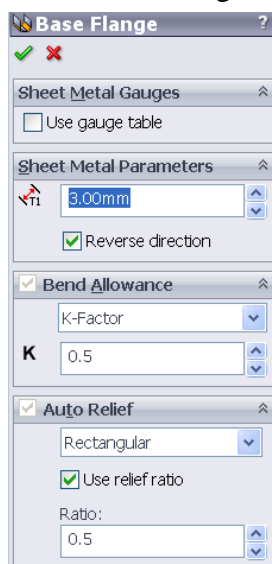 Base Flange ?
Sheet Metal Gauges
Use gauge table
Sheet Metal Parameters
T1 3.00mm
Reverse direction
Bend Allowance
K-Factor
K 0.5
Auto Relief
Rectangular
Use relief ratio
Ratio:
0.5